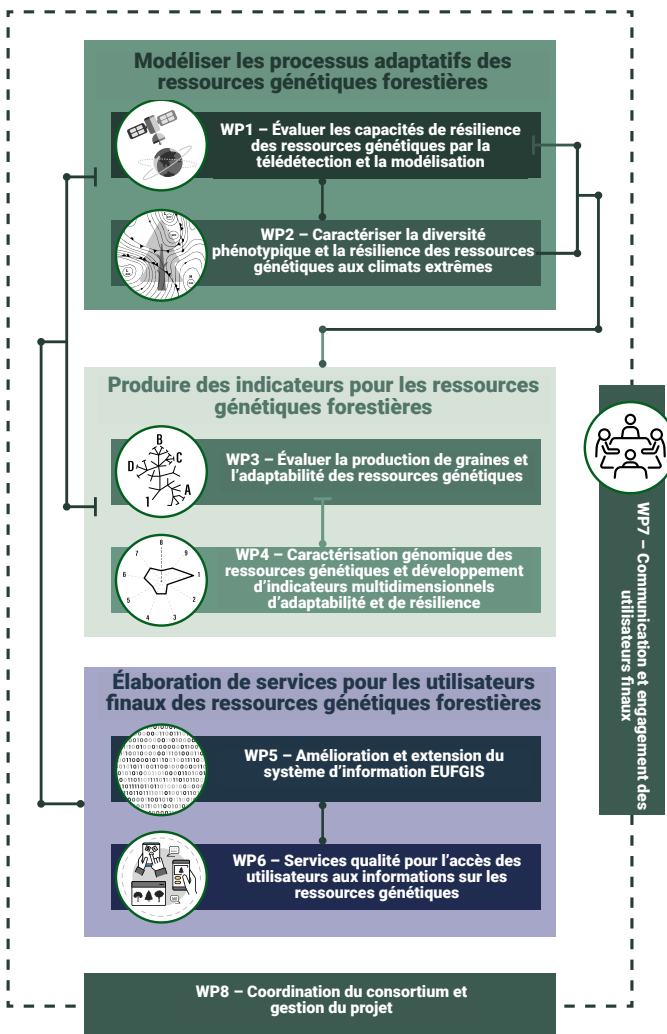 Modéliser les processus adaptatifs des
ressources génétiques forestières
WP1 – Évaluer les capacités de résilience
des ressources génétiques par la
télédétection et la modélisation
WP2 – Caractériser la diversité
phénotypique et la résilience des ressources
génétiques aux climats extrêmes
Produire des indicateurs pour les ressources
génétiques forestières
B
C
D
A
1
WP3 – Évaluer la production de graines et
l'adaptabilité des ressources génétiques
8
7
9
6
1
5
2
4
3
WP4 – Caractérisation génomique des
ressources génétiques et développement
d'indicateurs multidimensionnels
d'adaptabilité et de résilience
Élaboration de services pour les utilisateurs
finaux des ressources génétiques forestières
WP5 – Amélioration et extension du
système d'information EUFGIS
WP6 – Services qualité pour l'accès des
utilisateurs aux informations sur les
ressources génétiques
WP7 – Communication et engagement des
utilisateurs finaux
WP8 – Coordination du consortium et
gestion du projet